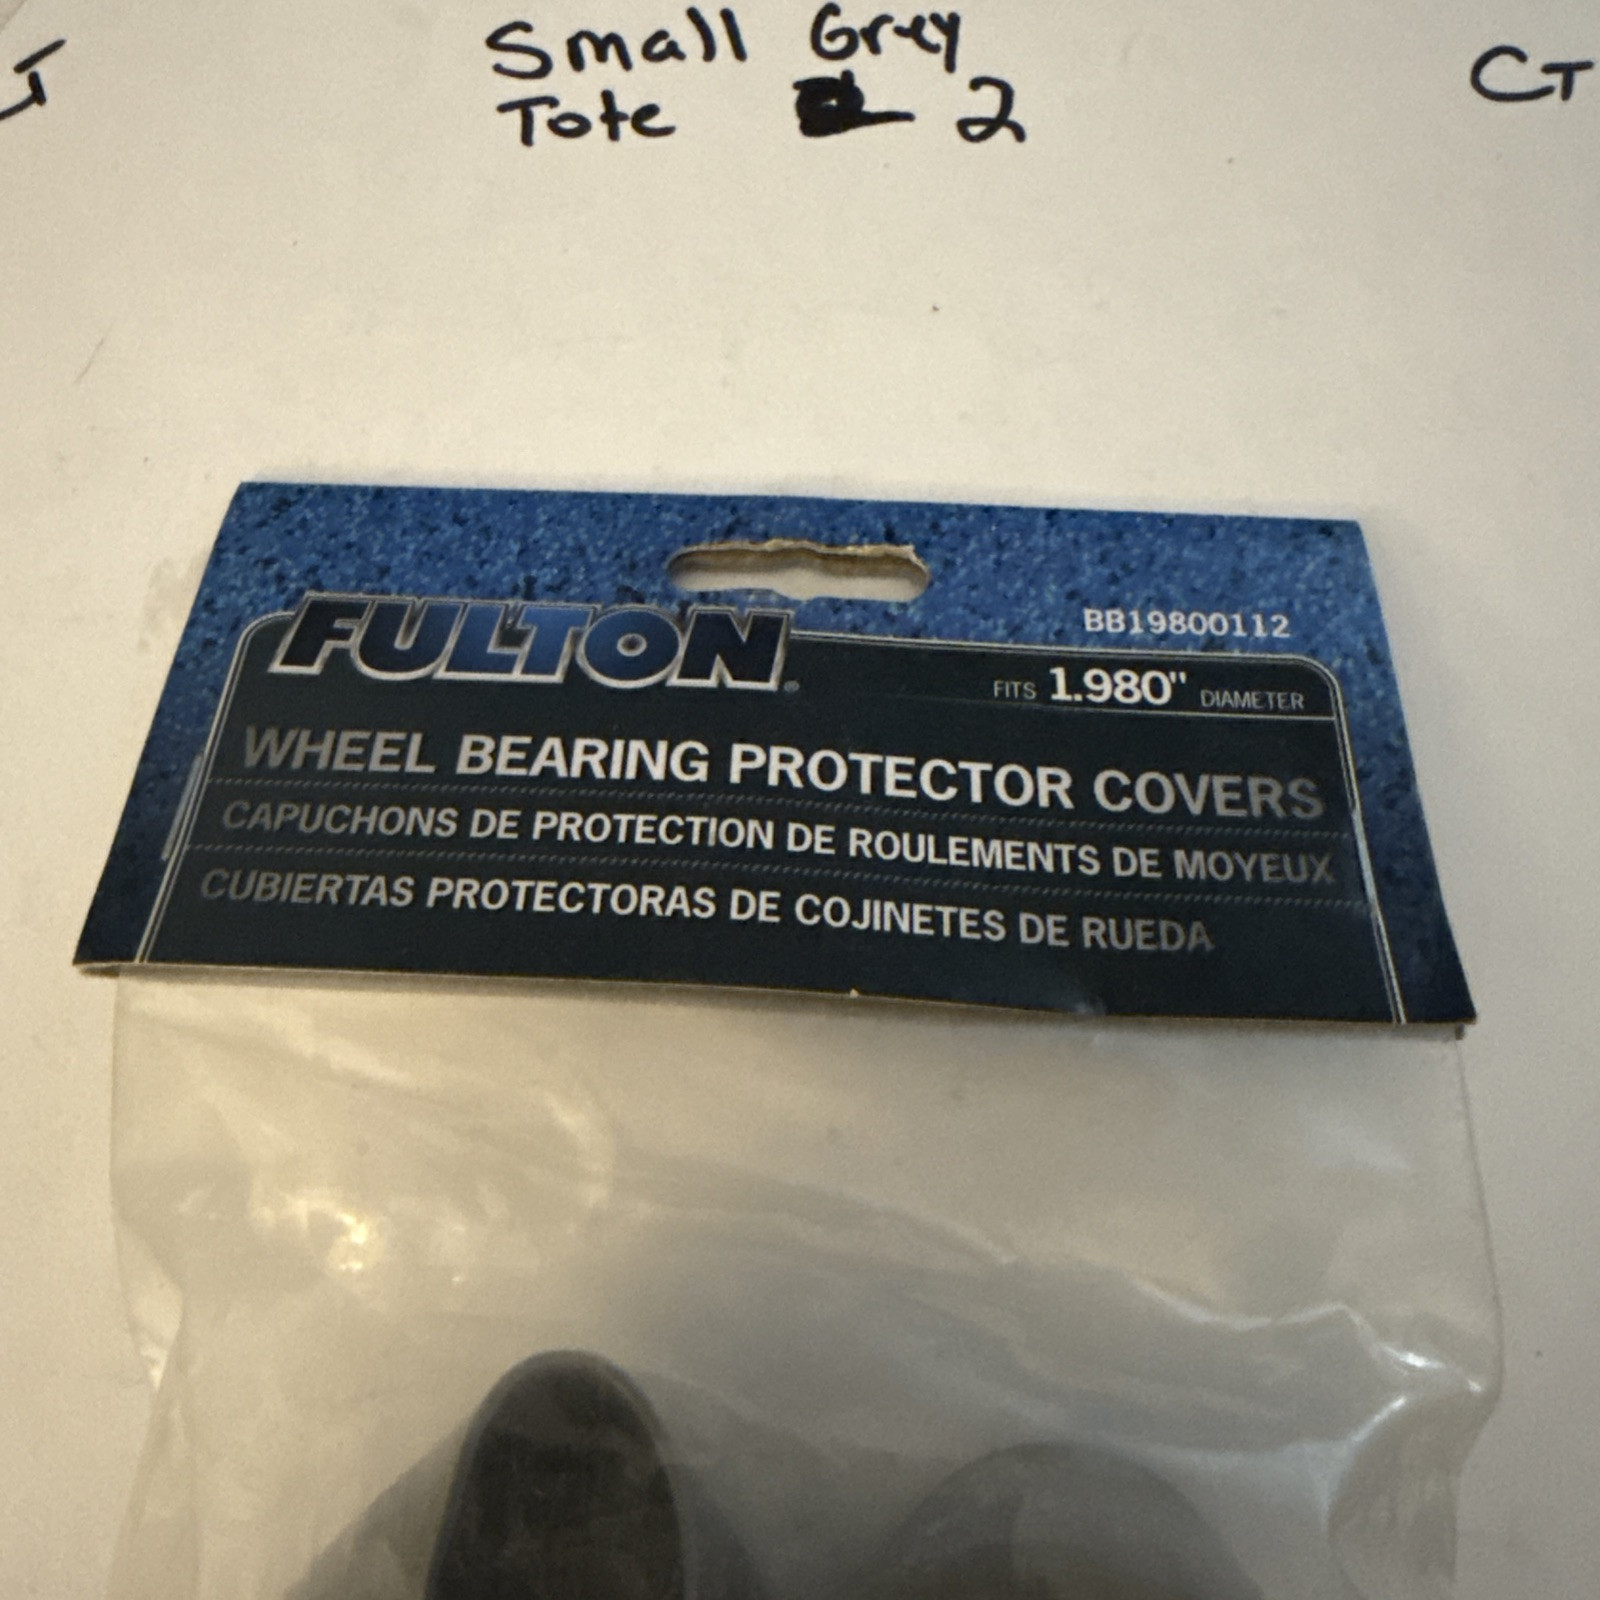 Small Grey
Tote 2
CT
FULTON®
BB19800112
FITS 1.980" DIAMETER
WHEEL BEARING PROTECTOR COVERS
CAPUCHONS DE PROTECTION DE ROULEMENTS DE MOYEUX
CUBIERTAS PROTECTORAS DE COJINETES DE RUEDA